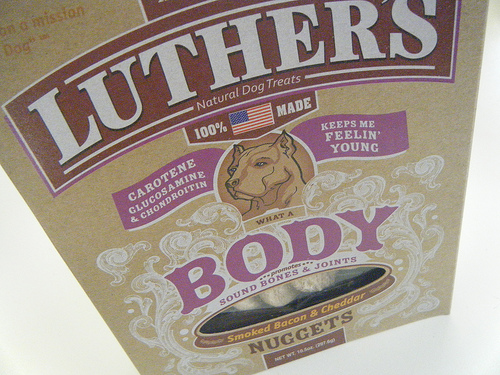 on a mission
Dog
LUTHER'S
Natural Dog Treats
100% MADE
CAROTENE
GLUCOSAMINE
& CHONDROITIN
KEEPS ME
FEELIN'
YOUNG
WHAT A
BODY
promotes
SOUND BONES & JOINTS
Smoked Bacon & Cheddar
NUGGETS